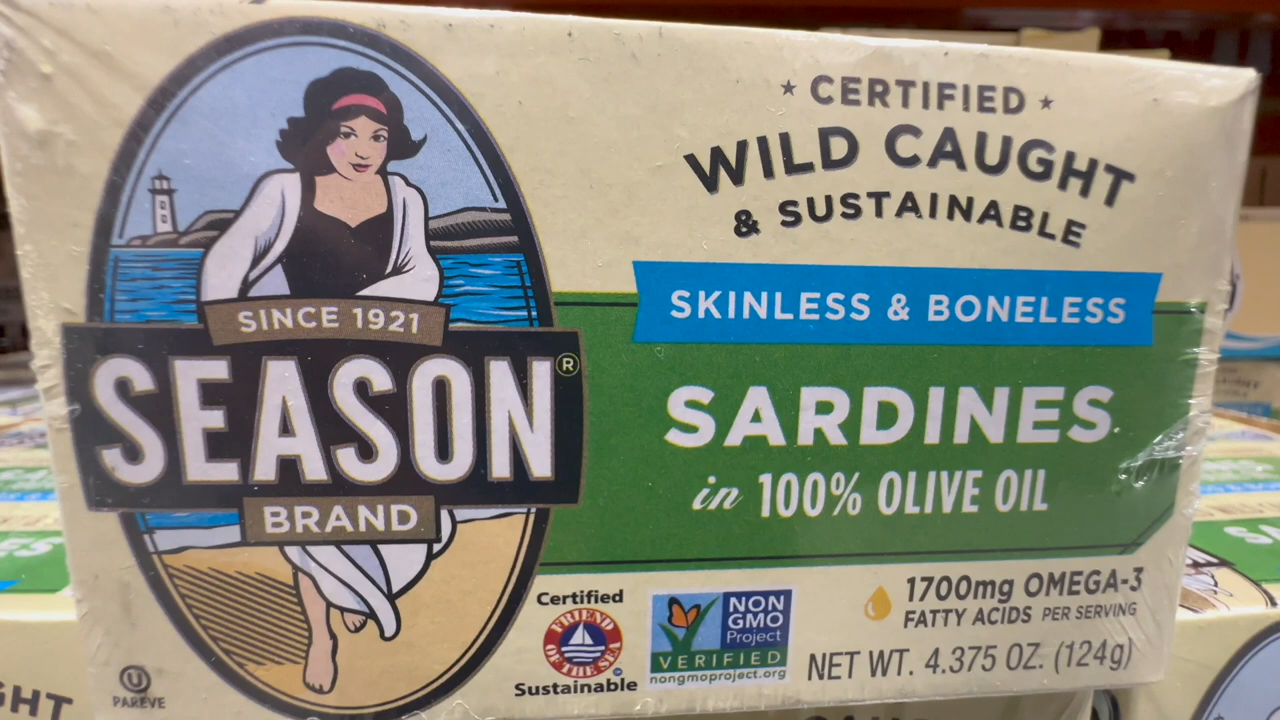 ★ CERTIFIED ★
WILD CAUGHT
& SUSTAINABLE
SKINLESS & BONELESS
SARDINES
in 100% OLIVE OIL
SINCE 1921
SEASON®
BRAND
1700mg OMEGA-3
FATTY ACIDS PER SERVING
NET WT. 4.375 OZ. (124g)
Certified
FRIEND
OF THE SEA
Sustainable
NON
GMO
Project
VERIFIED
nongmoproject.org
U
PAREVE